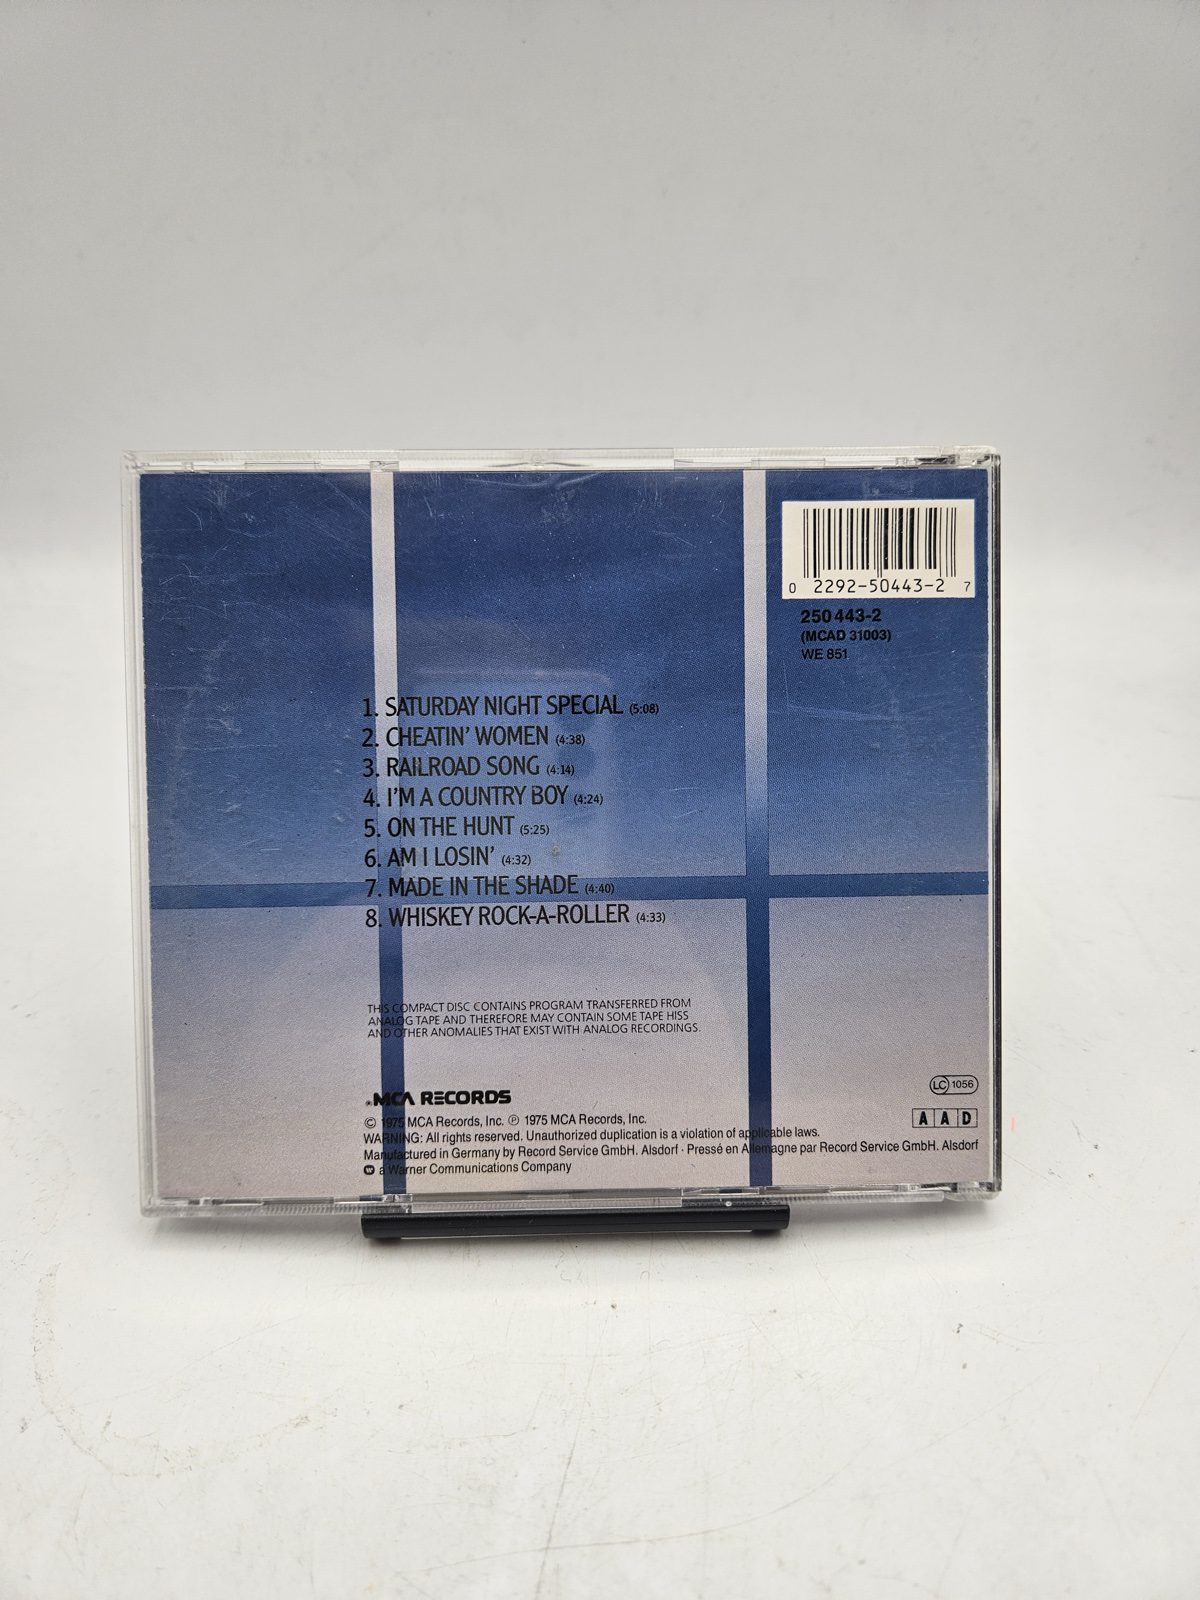 0 2292-50443-2 7
250 443-2
(MCAD 31003)
WE 851
1. SATURDAY NIGHT SPECIAL (5:08)
2. CHEATIN' WOMEN (4:38)
3. RAILROAD SONG (4:14)
4. I'M A COUNTRY BOY (4:24)
5. ON THE HUNT (5:25)
6. AM I LOSIN' (4:32)
7. MADE IN THE SHADE (4:40)
8. WHISKEY ROCK-A-ROLLER (4:33)
THIS COMPACT DISC CONTAINS PROGRAM TRANSFERRED FROM
ANALOG TAPE AND THEREFORE MAY CONTAIN SOME TAPE HISS
AND OTHER ANOMALIES THAT EXIST WITH ANALOG RECORDINGS.
LC 1056
MCA RECORDS
AAD
© 1975 MCA Records, Inc. ℗ 1975 MCA Records, Inc.
WARNING: All rights reserved. Unauthorized duplication is a violation of applicable laws.
Manufactured in Germany by Record Service GmbH. Alsdorf · Pressé en Allemagne par Record Service GmbH. Alsdorf
a Warner Communications Company